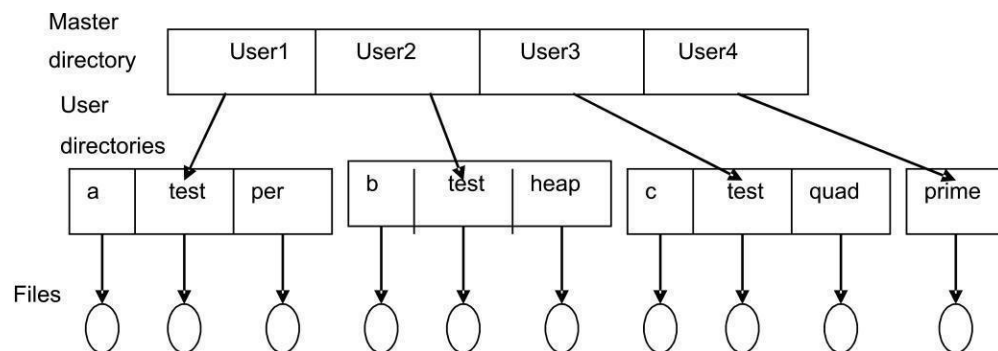 Master
directory
User1 User2 User3 User4
User
directories
a test per b test heap c test quad prime
Files